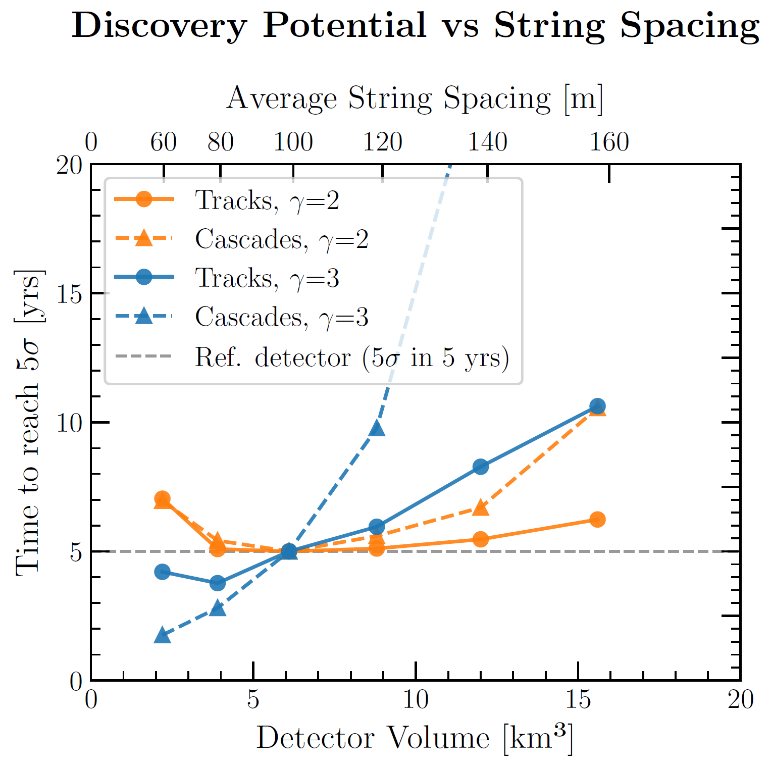 Discovery Potential vs String Spacing
Average String Spacing [m]
0 60 80 100 120 140 160
20
15
10
5
0
Time to reach 5σ [yrs]
Tracks, γ=2
Cascades, γ=2
Tracks, γ=3
Cascades, γ=3
Ref. detector (5σ in 5 yrs)
0 5 10 15 20
Detector Volume [km³]